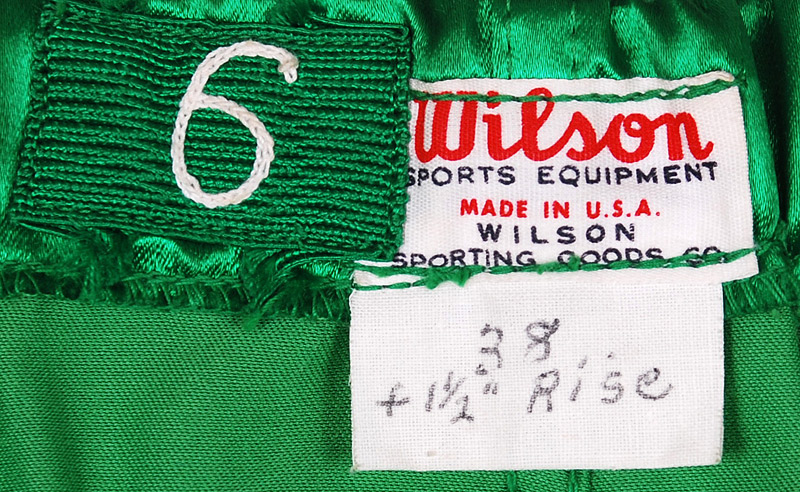 6
Wilson
SPORTS EQUIPMENT
MADE IN U.S.A.
WILSON
SPORTING GOODS CO.
38
+ 1½" Rise